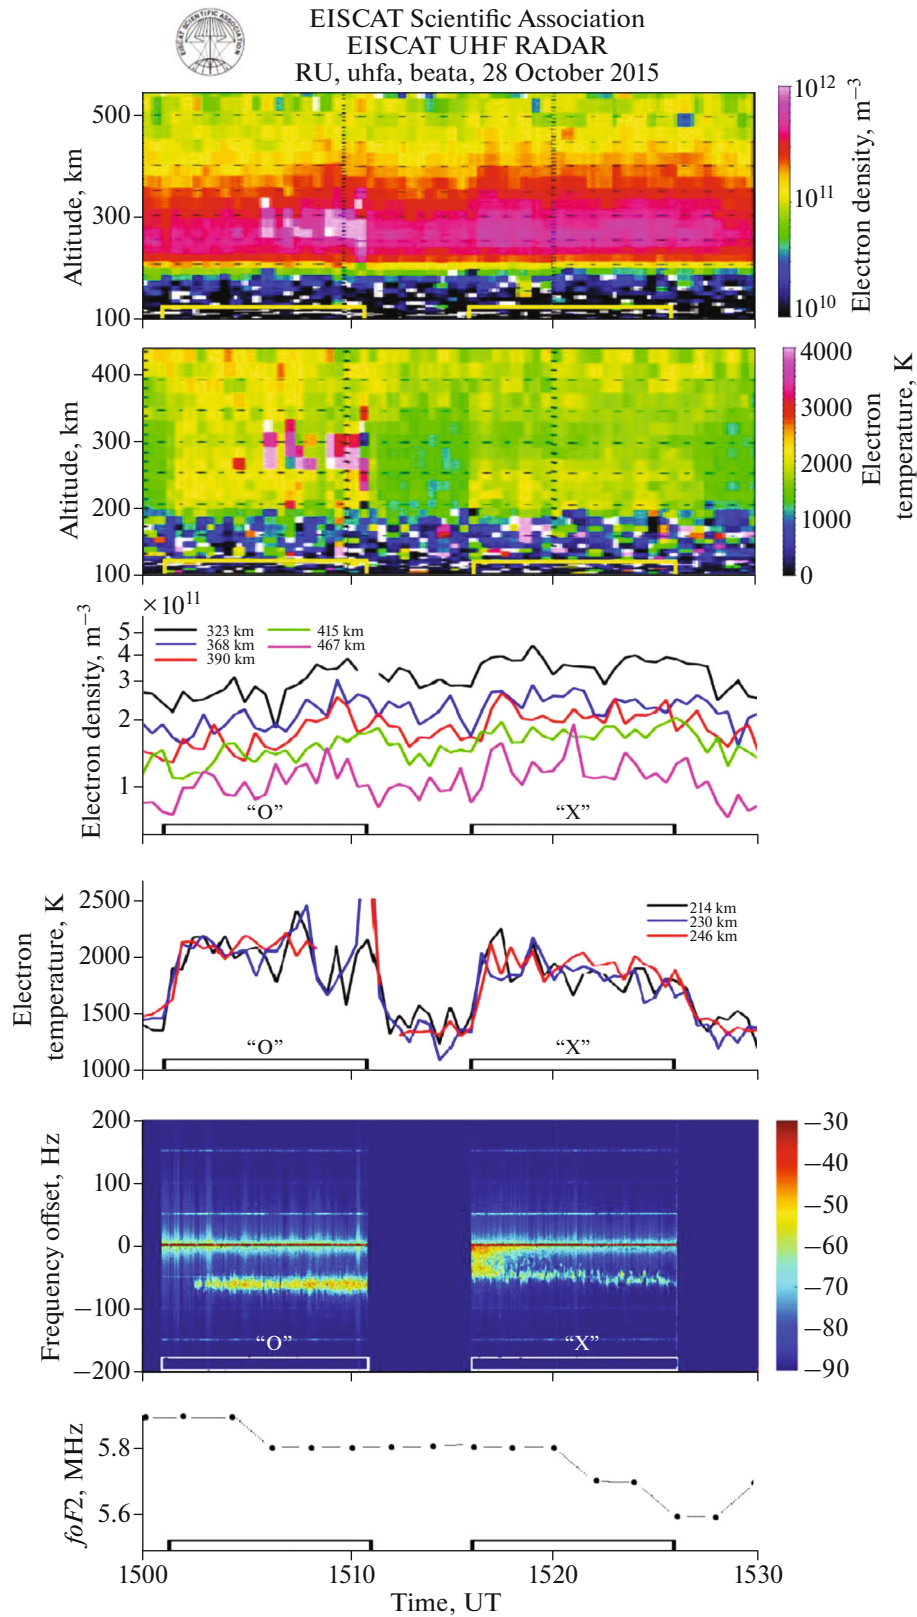 EISCAT SCIENTIFIC ASSOCIATION
EISCAT Scientific Association
EISCAT UHF RADAR
RU, uhfa, beata, 28 October 2015
Altitude, km
500
300
100
10^12
10^11
10^10
Electron density, m^−3
Altitude, km
400
300
200
100
4000
3000
2000
1000
0
Electron
temperature, K
×10^11
Electron density, m^−3
5
4
3
2
1
323 km
368 km
390 km
415 km
467 km
“O”
“X”
Electron
temperature, K
2500
2000
1500
1000
214 km
230 km
246 km
“O”
“X”
Frequency offset, Hz
200
100
0
−100
−200
“O”
“X”
−30
−40
−50
−60
−70
−80
−90
foF2, MHz
5.8
5.6
1500
1510
1520
1530
Time, UT